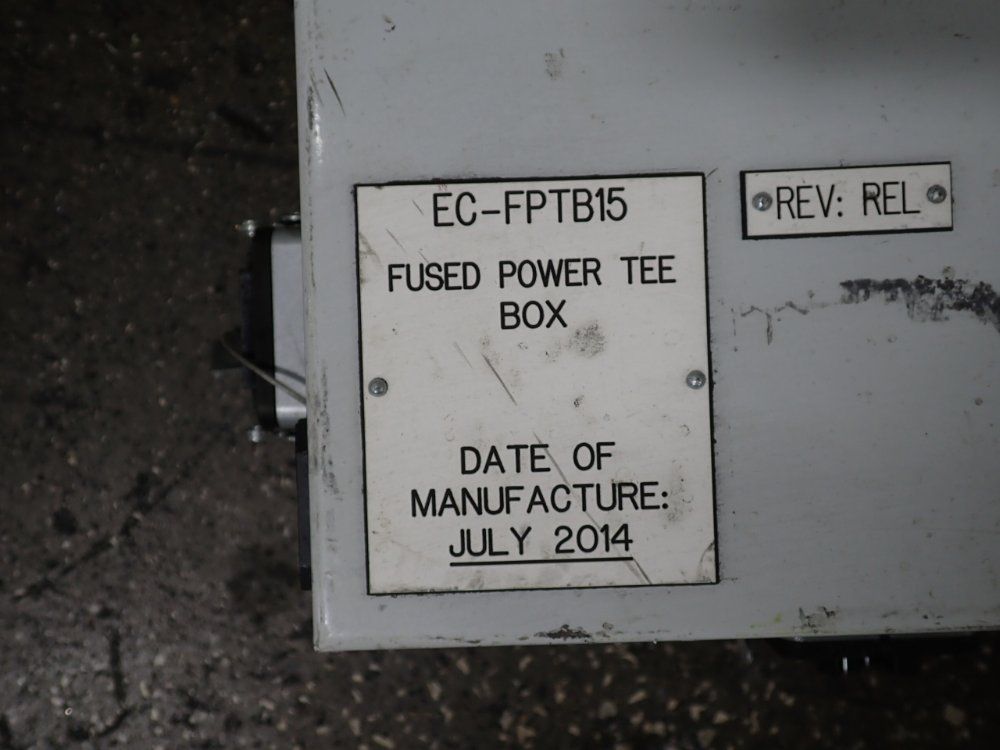 EC-FPTB15
FUSED POWER TEE
BOX
DATE OF
MANUFACTURE:
JULY 2014
REV: REL